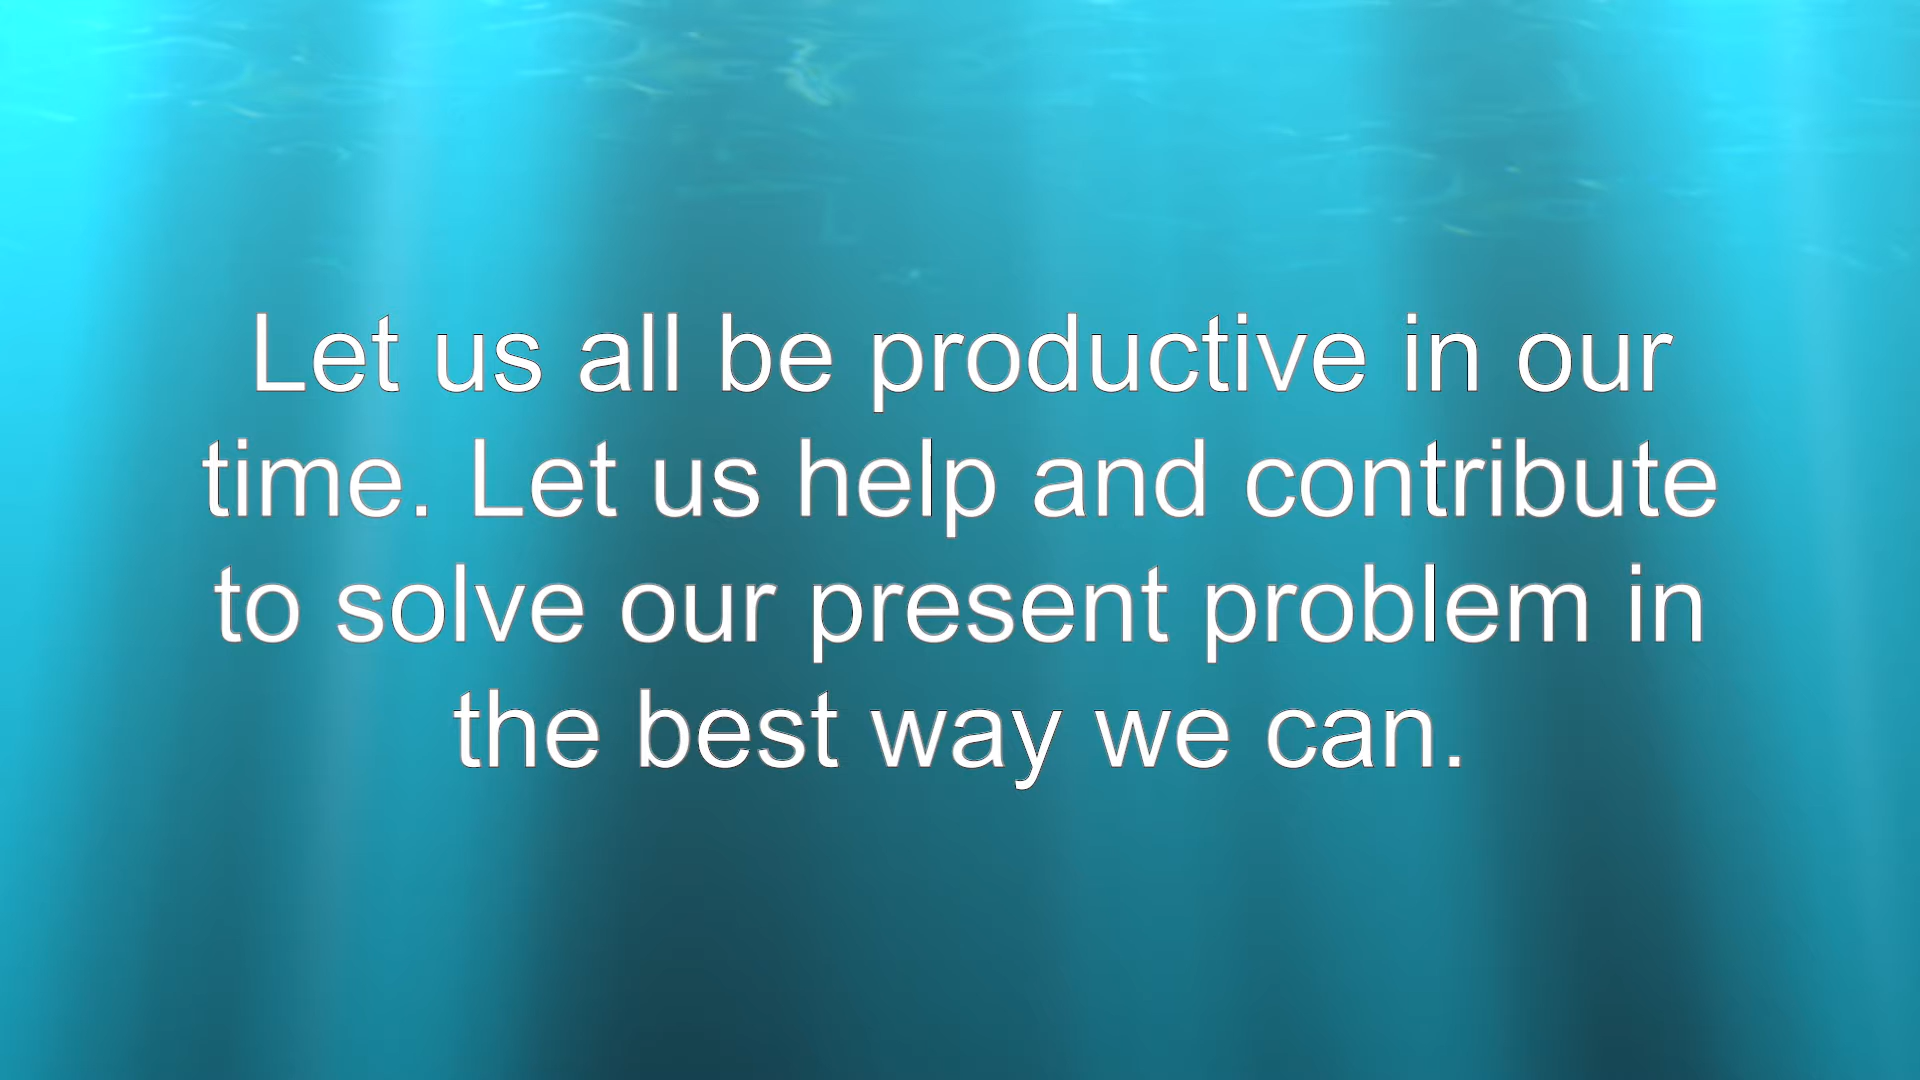 Let us all be productive in our
time. Let us help and contribute
to solve our present problem in
the best way we can.